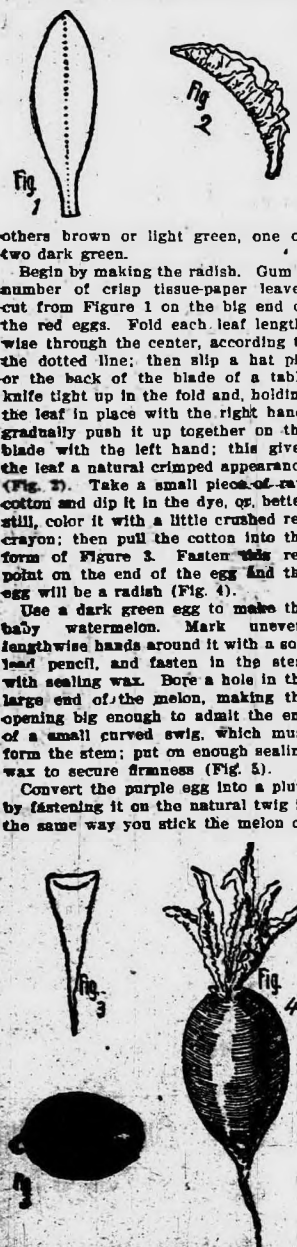 Fig.
1
Fig
2
others brown or light green, one o
two dark green.
Begin by making the radish. Gum
number of crisp tissue-paper leave
cut from Figure 1 on the big end o
the red eggs. Fold each leaf length
wise through the center, according t
the dotted line; then slip a hat pi
or the back of the blade of a tabl
knife tight up in the fold and, holdin
the leaf in place with the right hand
gradually push it up together on th
blade with the left hand; this give
the leaf a natural crimped appearanc
(Fig. 2). Take a small piece of ra
cotton and dip it in the dye, or, bette
still, color it with a little crushed re
crayon; then pull the cotton into th
form of Figure 3. Fasten this re
point on the end of the egg and th
egg will be a radish (Fig. 4).
Use a dark green egg to make th
baby watermelon. Mark uneve
lengthwise bands around it with a so
lead pencil, and fasten in the ste
with sealing wax. Bore a hole in th
large end of the melon, making th
opening big enough to admit the en
of a small curved swig, which mu
form the stem; put on enough sealin
wax to secure firmness (Fig. 5).
Convert the purple egg into a plu
by fastening it on the natural twig i
the same way you stick the melon o
Fig.
3
Fig.
4